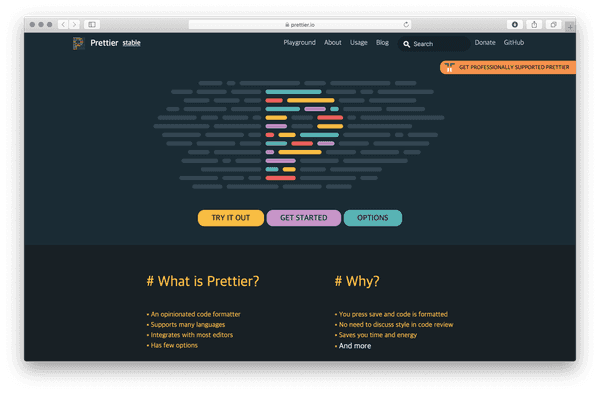 prettier.io
Prettier stable
Playground About Usage Blog Search Donate GitHub
GET PROFESSIONALLY SUPPORTED PRETTIER
TRY IT OUT GET STARTED OPTIONS
# What is Prettier?
• An opinionated code formatter
• Supports many languages
• Integrates with most editors
• Has few options
# Why?
• You press save and code is formatted
• No need to discuss style in code review
• Saves you time and energy
• And more